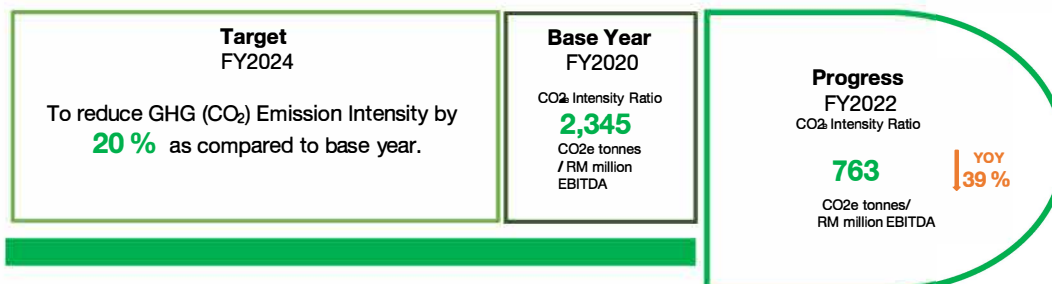 Target
FY2024
To reduce GHG (CO₂) Emission Intensity by
20 % as compared to base year.
Base Year
FY2020
CO2e Intensity Ratio
2,345
CO2e tonnes
/ RM million
EBITDA
Progress
FY2022
CO2e Intensity Ratio
763
CO2e tonnes/
RM million EBITDA
YOY
39 %